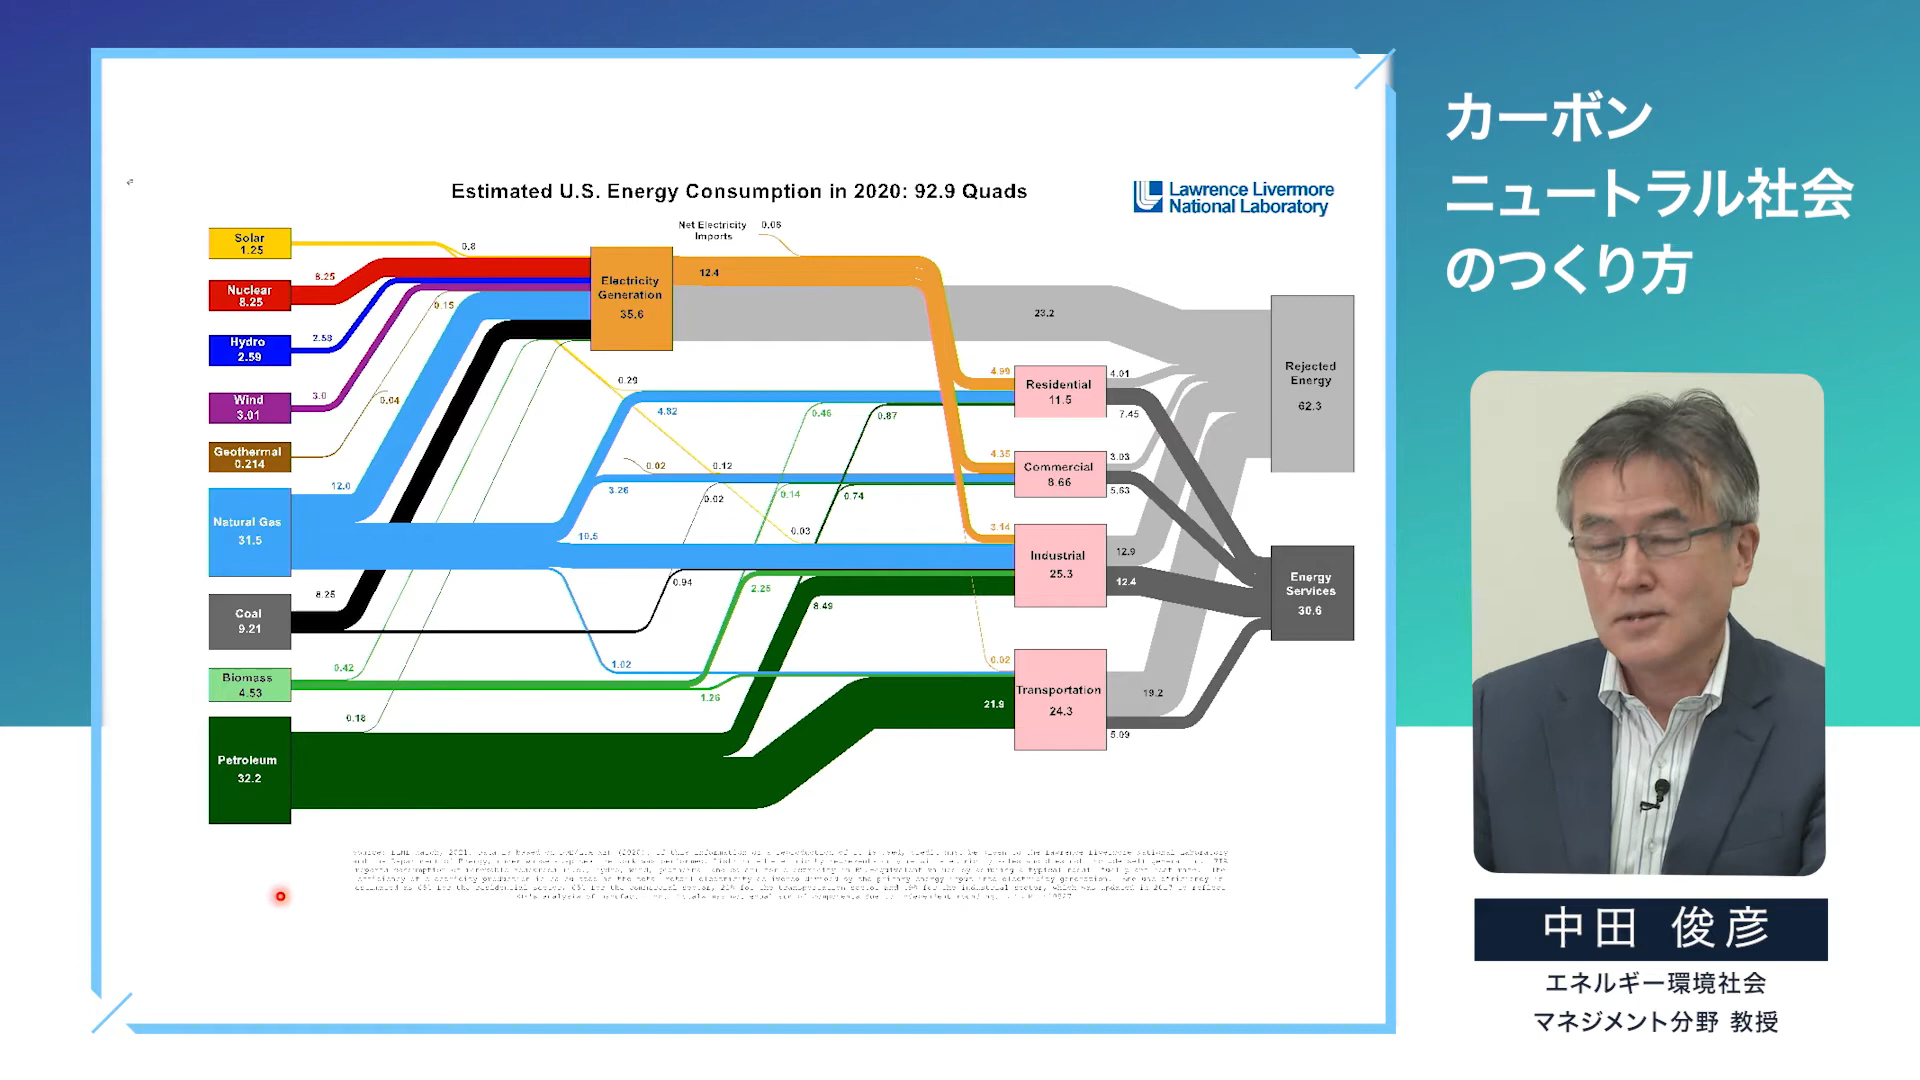 カーボン
ニュートラル社会
のつくり方
Estimated U.S. Energy Consumption in 2020: 92.9 Quads
Lawrence Livermore
National Laboratory
Net Electricity
Imports
0.06
Solar
1.25
0.8
Nuclear
8.25
8.25
Hydro
2.59
2.58
Wind
3.01
3.0
Geothermal
0.214
0.15
0.04
Natural Gas
31.5
12.0
Coal
9.21
8.25
Biomass
4.53
0.42
Petroleum
32.2
0.18
Electricity
Generation
35.6
12.4
23.2
0.29
4.82
0.46
0.87
0.02
0.12
3.26
0.02
0.14
0.74
0.03
10.5
0.94
2.25
8.49
1.02
1.26
4.99
Residential
11.5
4.01
7.45
4.35
Commercial
8.66
3.03
5.63
3.14
Industrial
25.3
12.9
12.4
0.02
21.9
Transportation
24.3
19.2
5.09
Rejected
Energy
62.3
Energy
Services
30.6
中田 俊彦
エネルギー環境社会
マネジメント分野 教授